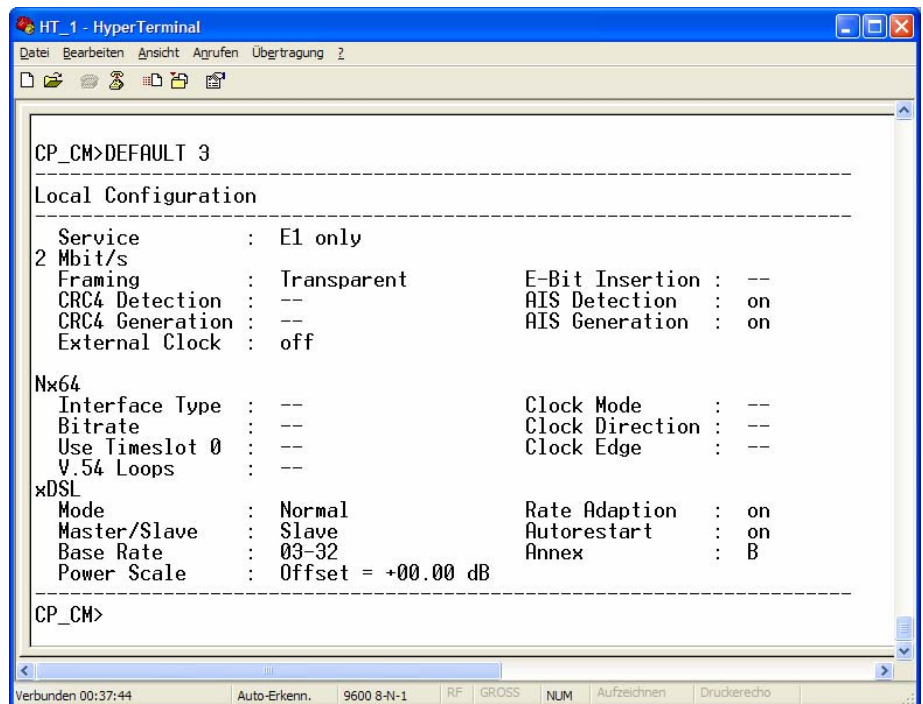 HT_1 - HyperTerminal
Datei Bearbeiten Ansicht Anrufen Übertragung ?
CP_CM>DEFAULT 3
--------------------------------------------------------------------------------
Local Configuration
--------------------------------------------------------------------------------
Service : E1 only
2 Mbit/s
Framing : Transparent E-Bit Insertion : --
CRC4 Detection : -- AIS Detection : on
CRC4 Generation : -- AIS Generation : on
External Clock : off
Nx64
Interface Type : -- Clock Mode : --
Bitrate : -- Clock Direction : --
Use Timeslot 0 : -- Clock Edge : --
V.54 Loops : --
xDSL
Mode : Normal Rate Adaption : on
Master/Slave : Slave Autorestart : on
Base Rate : 03-32 Annex : B
Power Scale : Offset = +00.00 dB
--------------------------------------------------------------------------------
CP_CM>
Verbunden 00:37:44 Auto-Erkenn. 9600 8-N-1 RF GROSS NUM Aufzeichnen Druckerecho